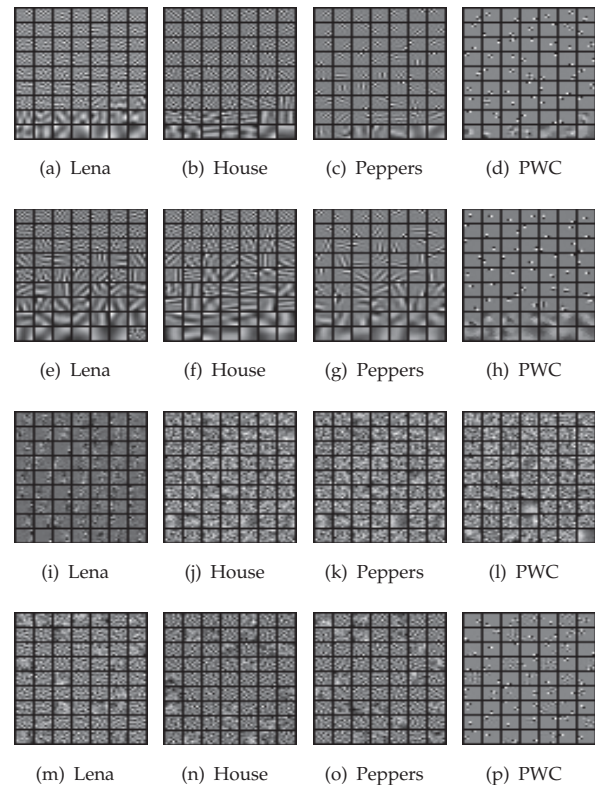 (a) Lena (b) House (c) Peppers (d) PWC
(e) Lena (f) House (g) Peppers (h) PWC
(i) Lena (j) House (k) Peppers (l) PWC
(m) Lena (n) House (o) Peppers (p) PWC